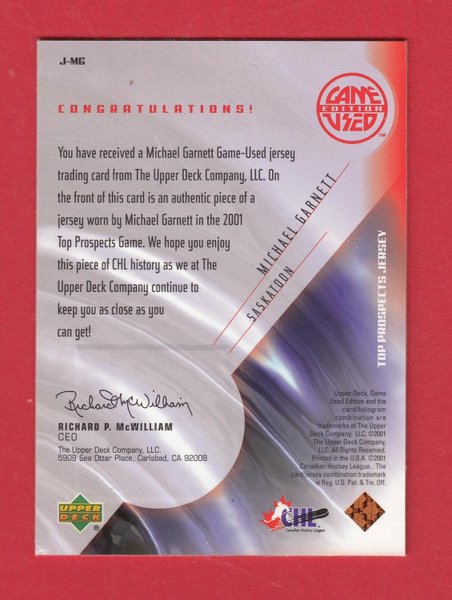 J-MG
GAME
EDITION
USED
TM
CONGRATULATIONS!
You have received a Michael Garnett Game-Used jersey
trading card from The Upper Deck Company, LLC. On
the front of this card is an authentic piece of a
jersey worn by Michael Garnett in the 2001
Top Prospects Game. We hope you enjoy
this piece of CHL history as we at The
Upper Deck Company continue to
keep you as close as you
can get!
MICHAEL GARNETT
SASKATOON
TOP PROSPECTS JERSEY
Richard P. McWilliam
RICHARD P. McWILLIAM
CEO
The Upper Deck Company, LLC.
5909 Sea Otter Place, Carlsbad, CA 92008
Upper Deck, Game
Used Edition and the
card/hologram
combination are
trademarks of The Upper
Deck Company, LLC. ©2001
The Upper Deck Company,
LLC. All Rights Reserved.
Printed in the U.S.A. ©2001
Canadian Hockey League.. The
card jersey combination trademark
is Reg. U.S. Pat. & Tm. Off.
UPPER
DECK
®
CHL
Canadian Hockey League